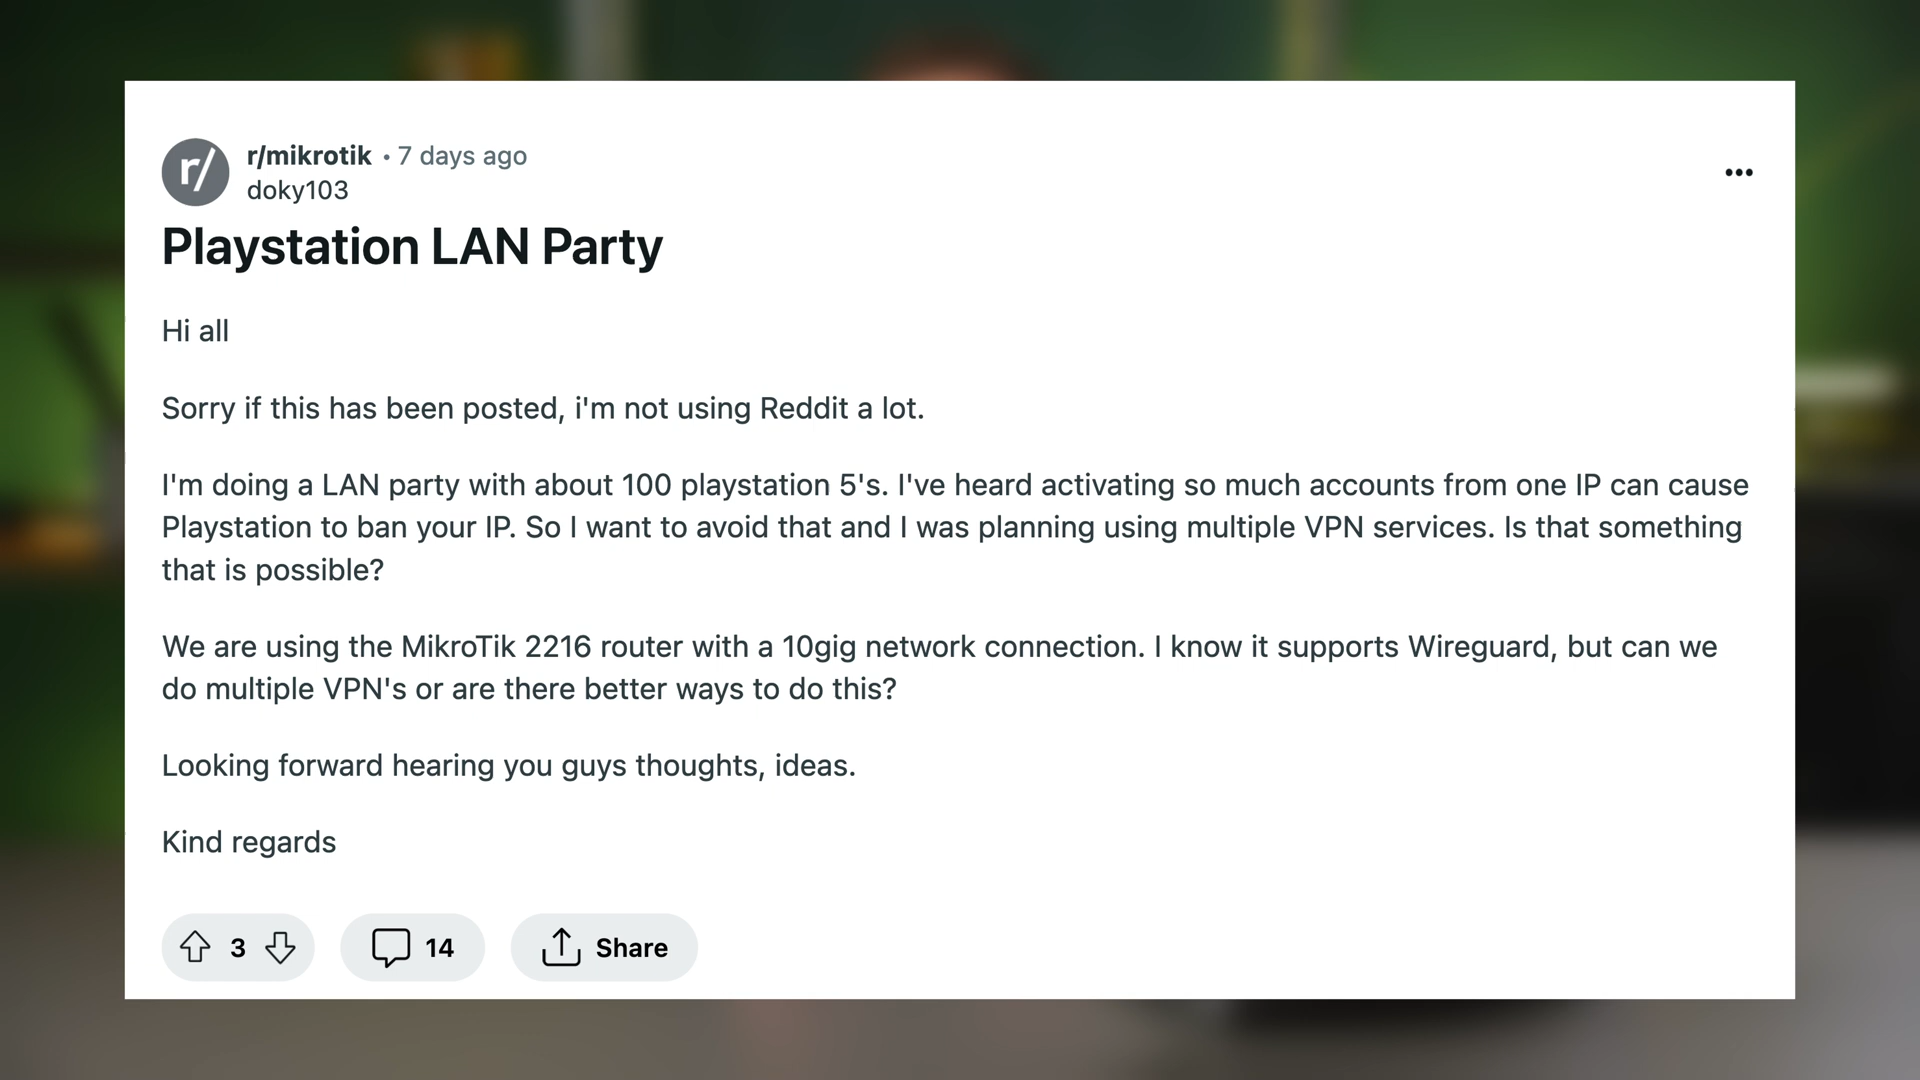 r/
r/mikrotik • 7 days ago
doky103
Playstation LAN Party
Hi all
Sorry if this has been posted, i'm not using Reddit a lot.
I'm doing a LAN party with about 100 playstation 5's. I've heard activating so much accounts from one IP can cause
Playstation to ban your IP. So I want to avoid that and I was planning using multiple VPN services. Is that something
that is possible?
We are using the MikroTik 2216 router with a 10gig network connection. I know it supports Wireguard, but can we
do multiple VPN's or are there better ways to do this?
Looking forward hearing you guys thoughts, ideas.
Kind regards
3
14
Share